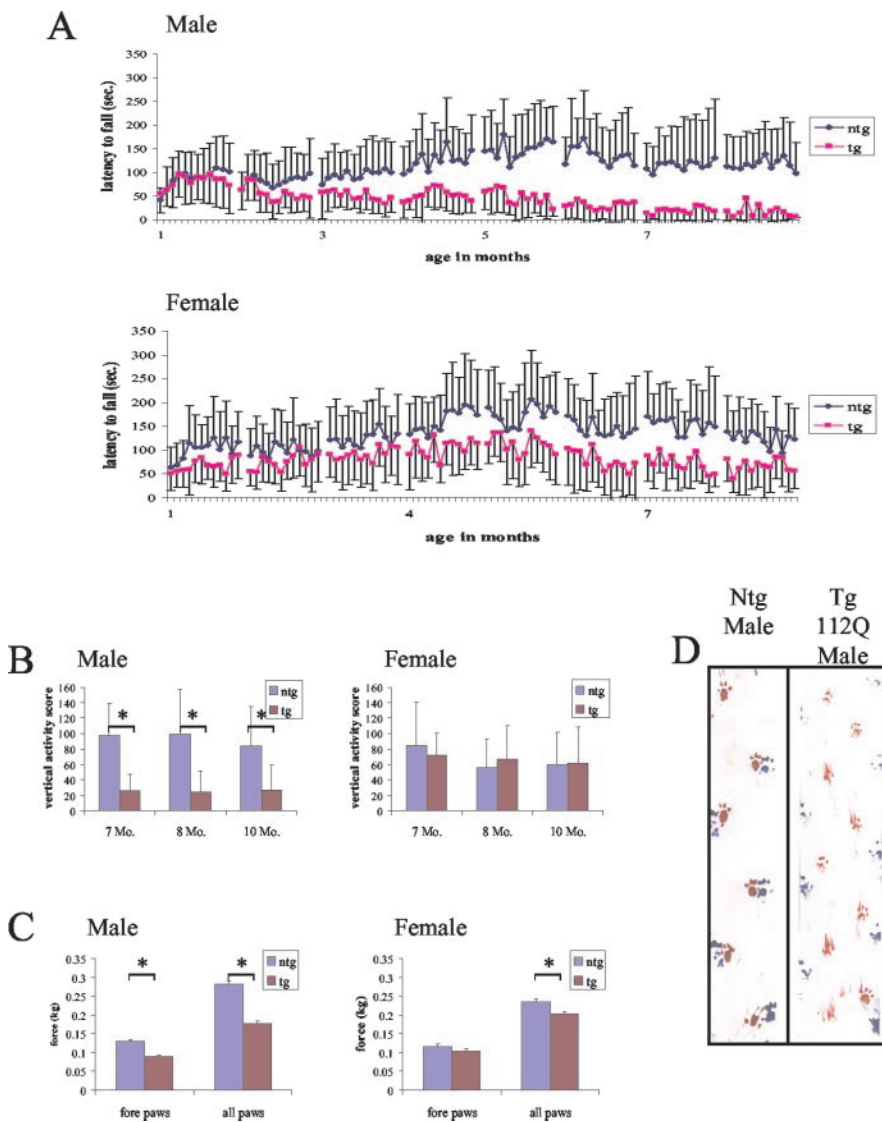 A
Male
350
300
250
200
150
100
50
0
latency to fall (sec.)
ntg
tg
1 3 5 7
age in months
Female
350
300
250
200
150
100
50
0
latency to fall (sec.)
ntg
tg
1 4 7
age in months
B
Male
160
140
120
100
80
60
40
20
0
vertical activity score
ntg
tg
* * *
7 Mo. 8 Mo. 10 Mo.
Female
160
140
120
100
80
60
40
20
0
vertical activity score
ntg
tg
7 Mo. 8 Mo. 10 Mo.
C
Male
0.4
0.35
0.3
0.25
0.2
0.15
0.1
0.05
0
force (kg)
ntg
tg
* *
fore paws all paws
Female
0.4
0.35
0.3
0.25
0.2
0.15
0.1
0.05
0
force (kg)
ntg
tg
*
fore paws all paws
D
Ntg
Male
Tg
112Q
Male